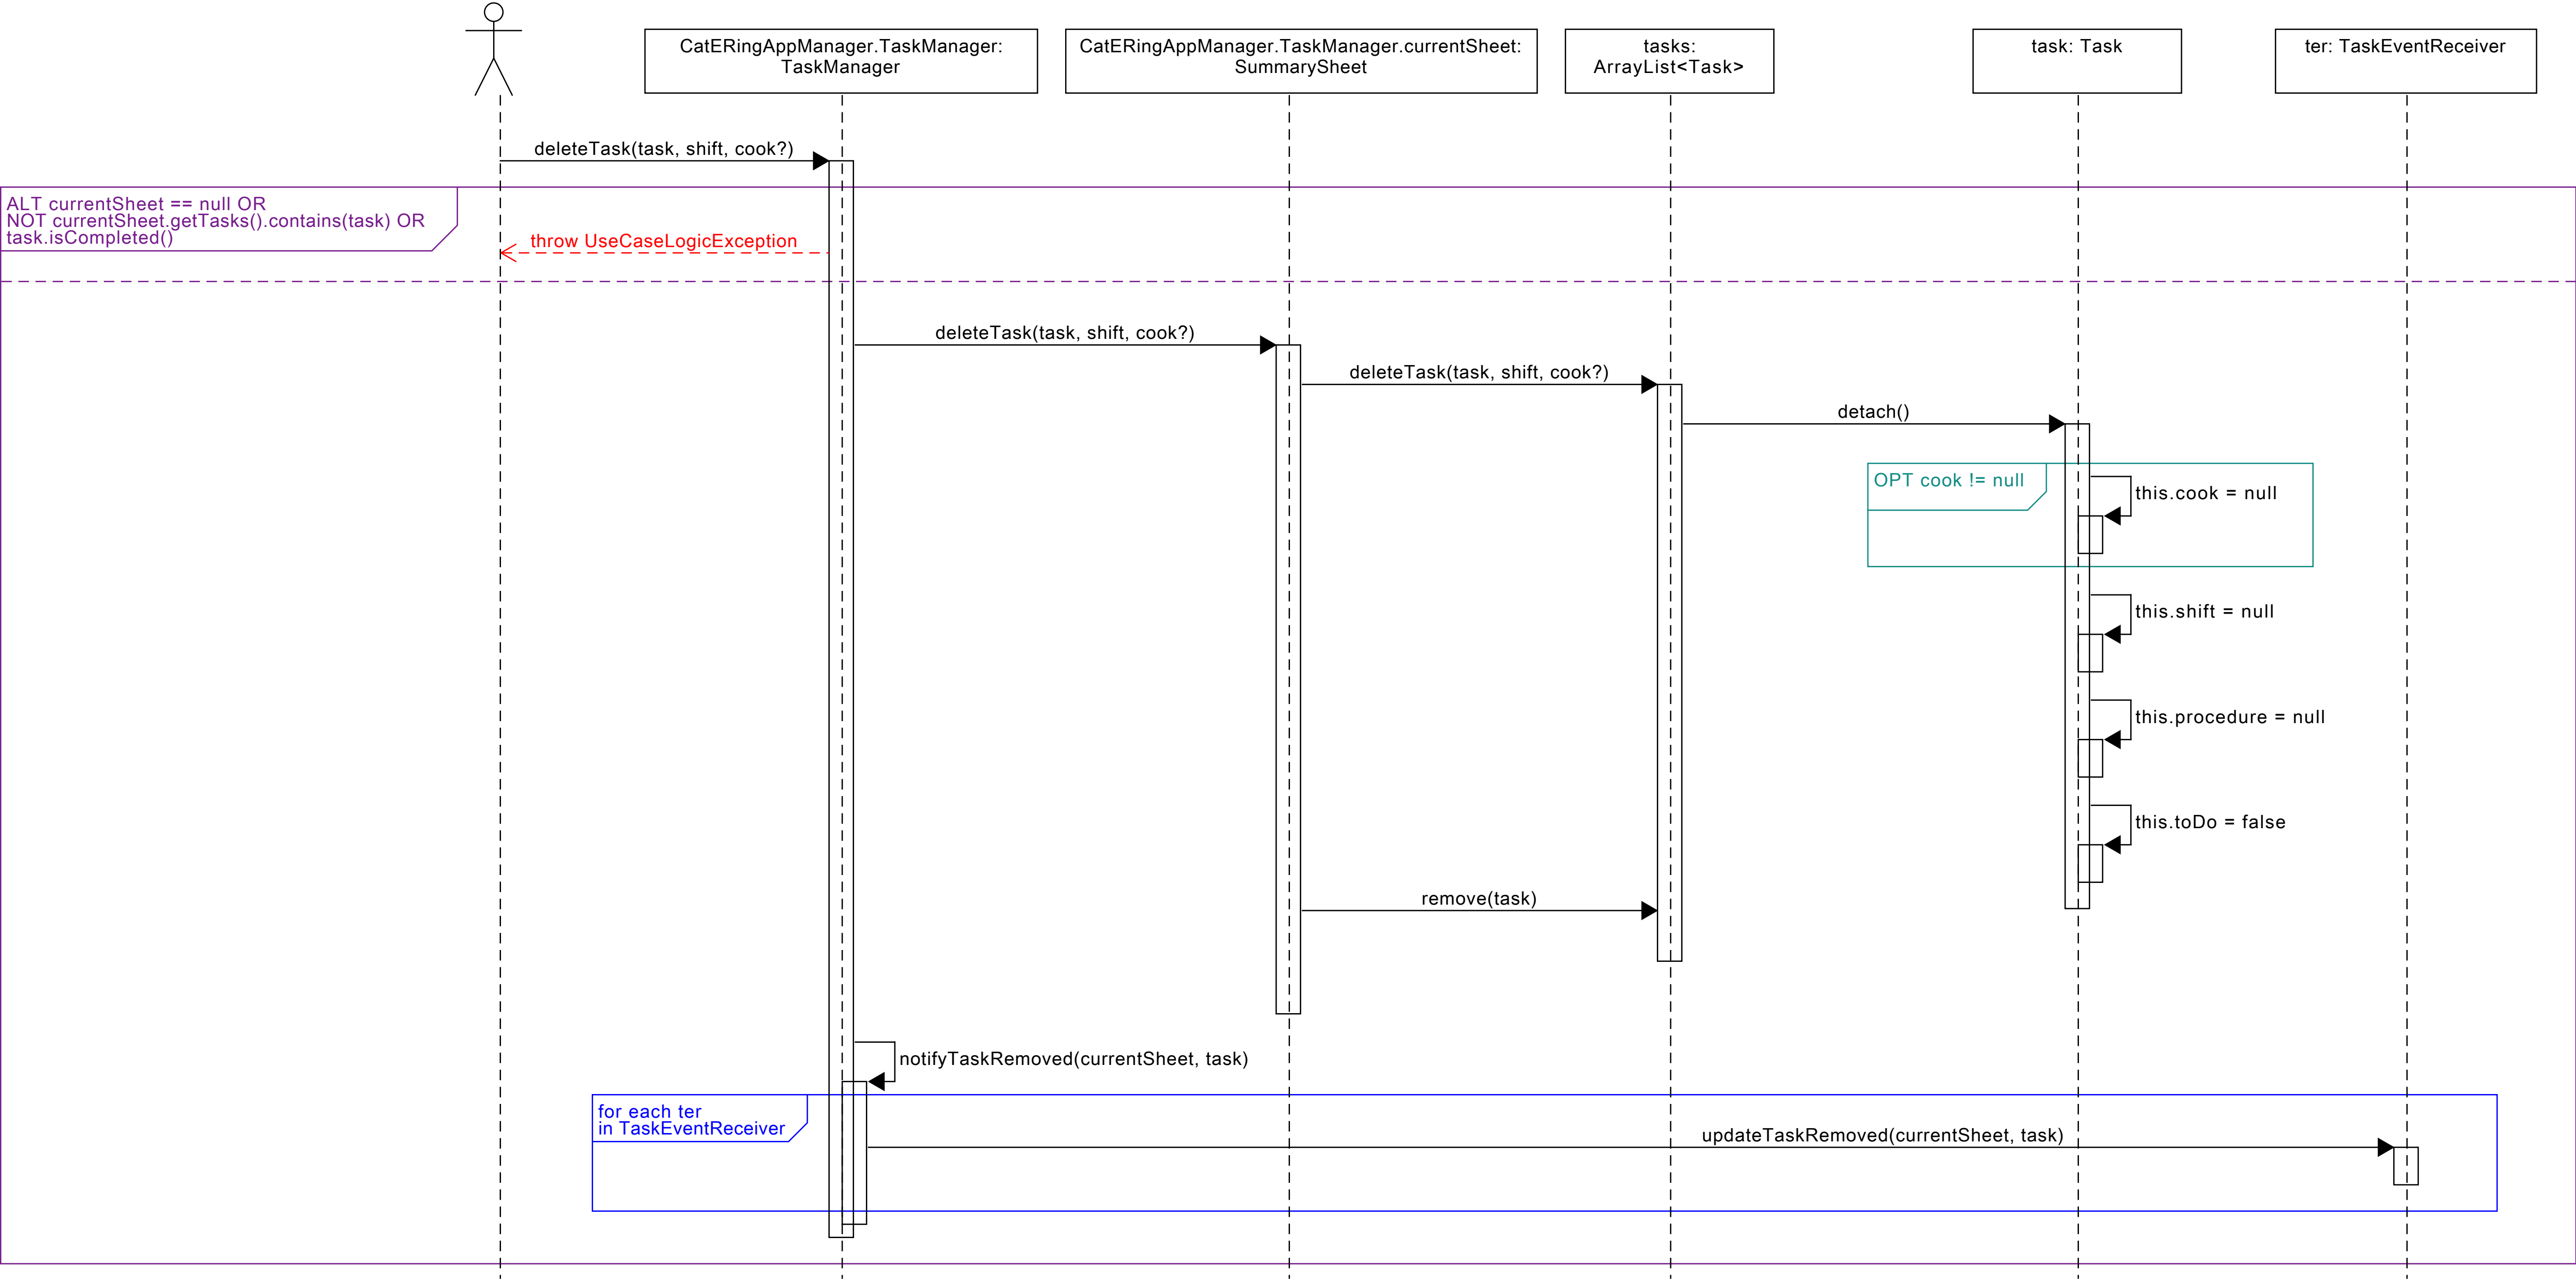 CatERingAppManager.TaskManager:
TaskManager
CatERingAppManager.TaskManager.currentSheet:
SummarySheet
tasks:
ArrayList<Task>
task: Task
ter: TaskEventReceiver
deleteTask(task, shift, cook?)
ALT currentSheet == null OR
NOT currentSheet.getTasks().contains(task) OR
task.isCompleted()
throw UseCaseLogicException
deleteTask(task, shift, cook?)
deleteTask(task, shift, cook?)
detach()
OPT cook != null
this.cook = null
this.shift = null
this.procedure = null
this.toDo = false
remove(task)
notifyTaskRemoved(currentSheet, task)
for each ter
in TaskEventReceiver
updateTaskRemoved(currentSheet, task)